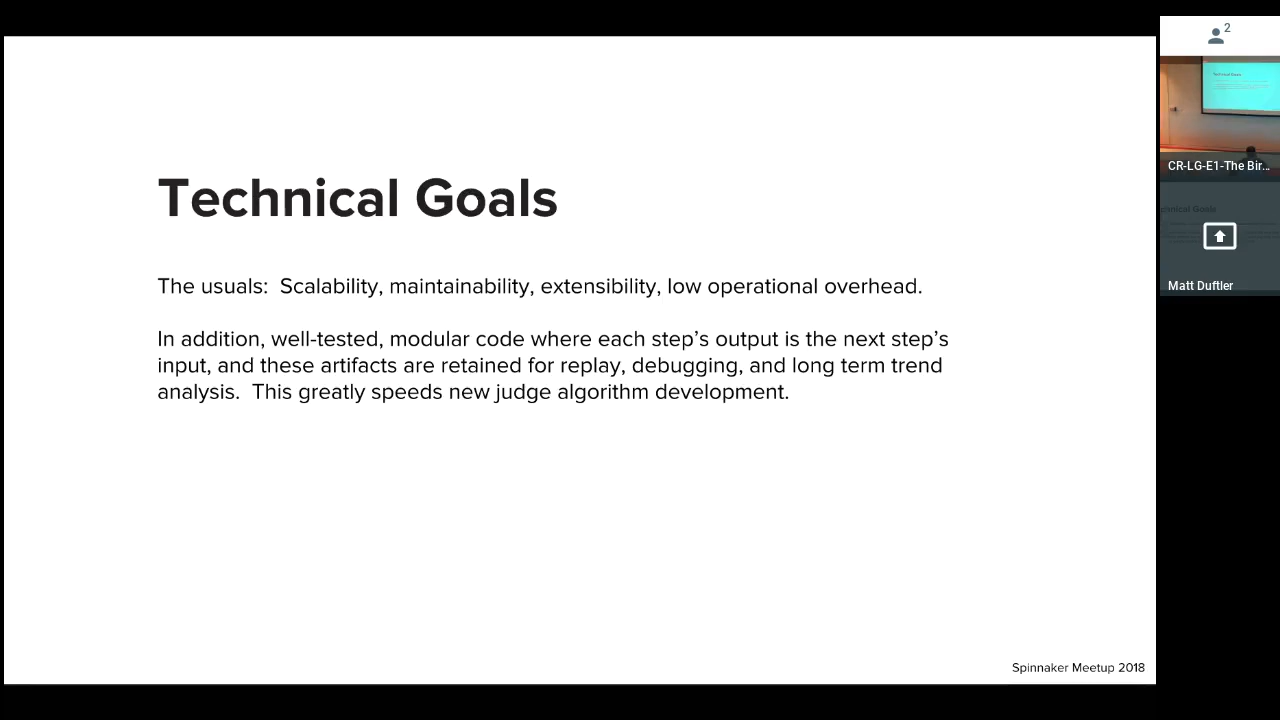 Technical Goals
The usuals:  Scalability, maintainability, extensibility, low operational overhead.
In addition, well-tested, modular code where each step’s output is the next step’s
input, and these artifacts are retained for replay, debugging, and long term trend
analysis.  This greatly speeds new judge algorithm development.
Spinnaker Meetup 2018
2
Technical Goals
CR-LG-E1-The Bir...
Matt Duftler